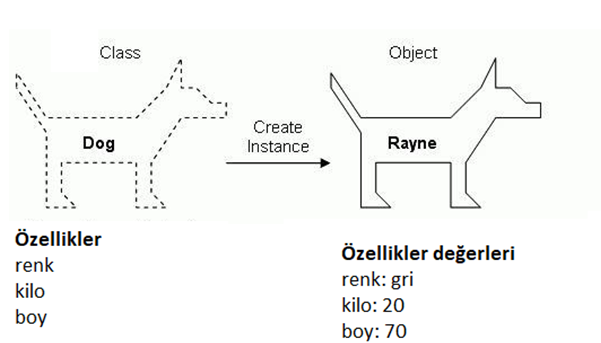 Class
Object
Dog
Create
Instance
Rayne
Özellikler
renk
kilo
boy
Özellikler değerleri
renk: gri
kilo: 20
boy: 70